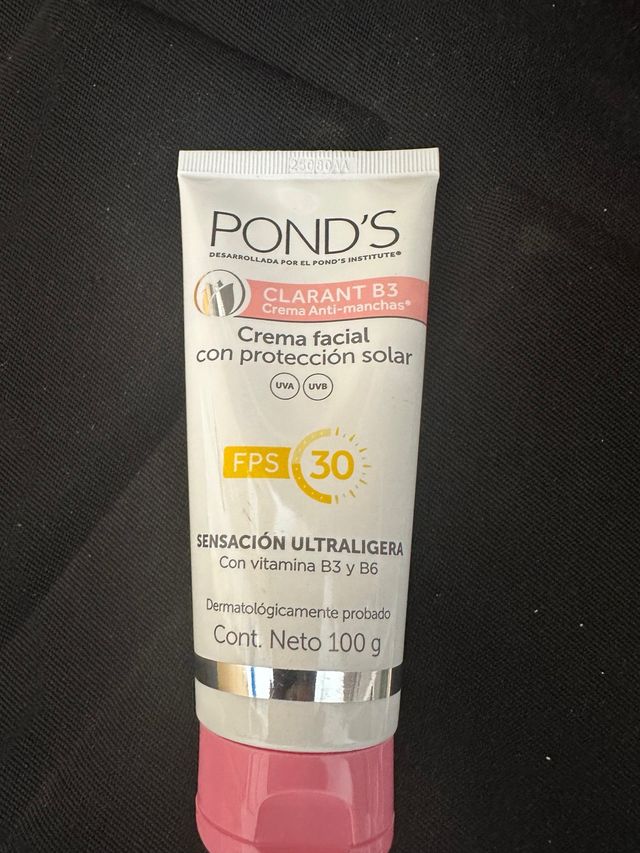 25080AA
POND'S
DESARROLLADA POR EL POND'S INSTITUTE®
CLARANT B3
Crema Anti-manchas®
Crema facial
con protección solar
UVA UVB
FPS 30
SENSACIÓN ULTRALIGERA
Con vitamina B3 y B6
Dermatológicamente probado
Cont. Neto 100 g